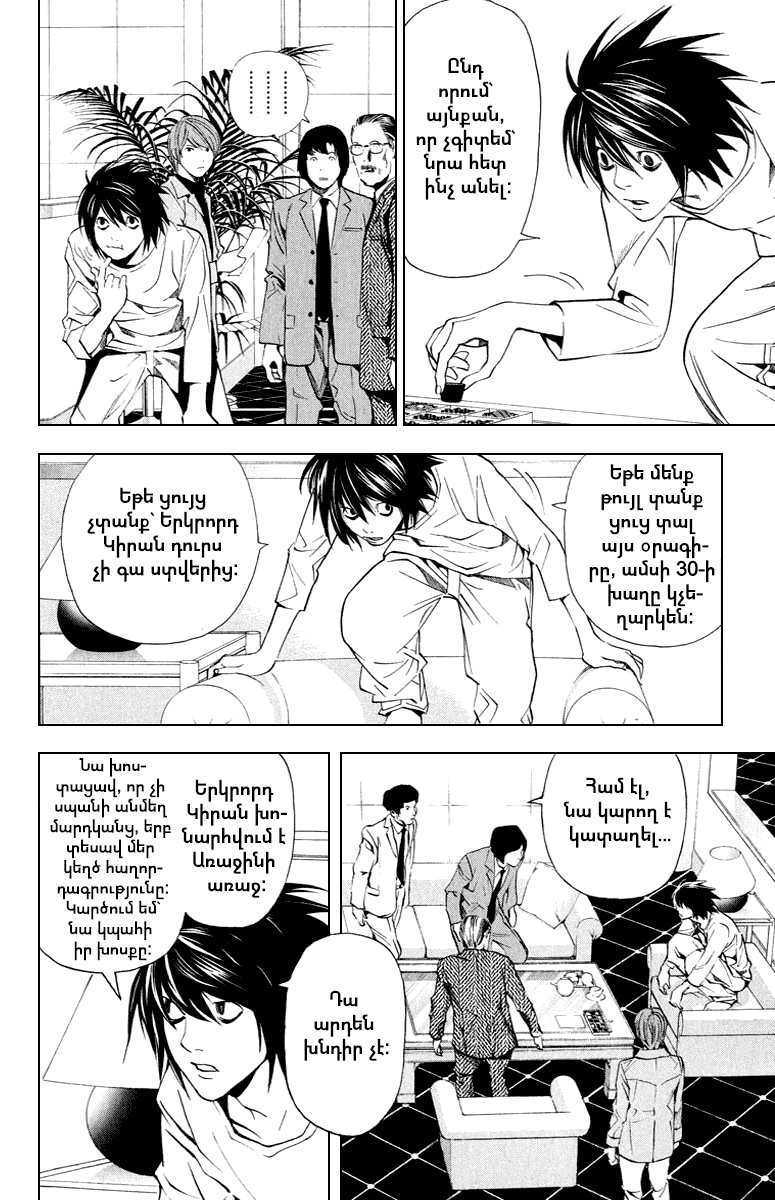 Ընդ
որում՝
այնքան,
որ չգիտեմ՝
նրա հետ
ինչ անել:
Եթե մենք
թույլ տանք
ցուց տալ
այս օրագի-
րը, ամսի 30-ի
խաղը կչե-
ղարկեն:
Եթե ցույց
չտանք՝ Երկրորդ
Կիրան դուրս
չի գա ստվերից:
Համ էլ,
նա կարող է
կատաղել...
Դա
արդեն
խնդիր չէ:
Երկրորդ
Կիրան խո-
նարհվում է
Առաջինի
առաջ:
Նա խոս-
տացավ, որ չի
սպանի անմեղ
մարդկանց, երբ
տեսավ մեր
կեղծ հաղոր-
դագրությունը:
Կարծում եմ՝
նա կպահի
իր խոսքը: